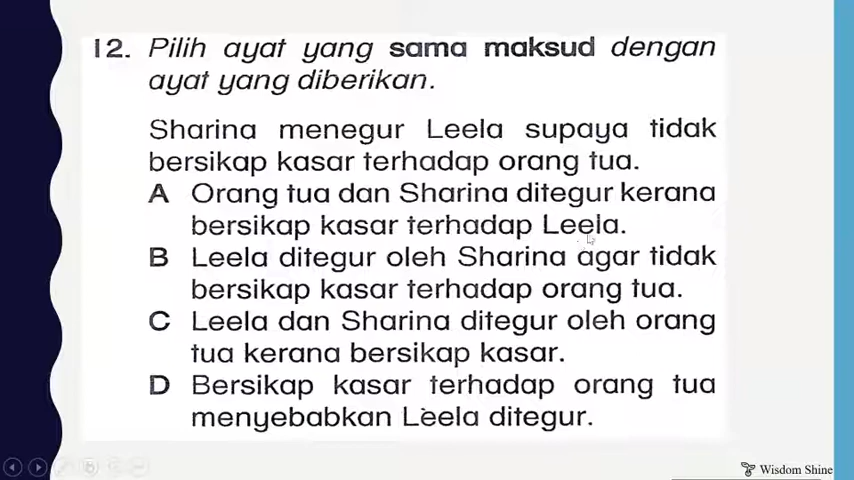 12. Pilih ayat yang sama maksud dengan
ayat yang diberikan.
Sharina menegur Leela supaya tidak
bersikap kasar terhadap orang tua.
A Orang tua dan Sharina ditegur kerana
bersikap kasar terhadap Leela.
B Leela ditegur oleh Sharina agar tidak
bersikap kasar terhadap orang tua.
C Leela dan Sharina ditegur oleh orang
tua kerana bersikap kasar.
D Bersikap kasar terhadap orang tua
menyebabkan Leela ditegur.
Wisdom Shine